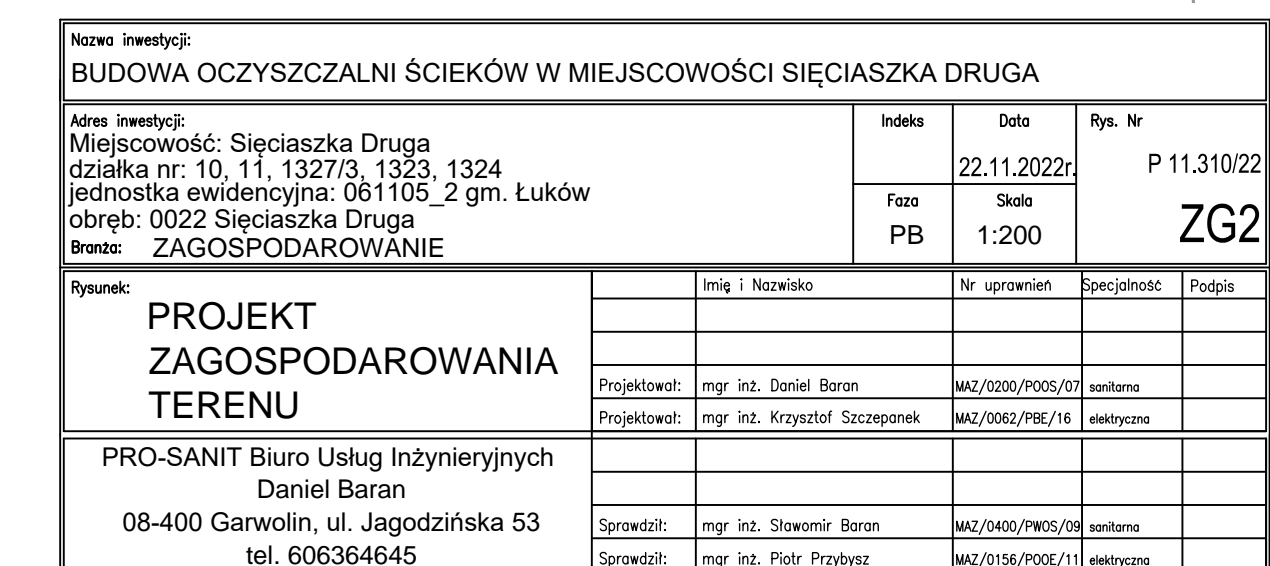 Nazwa inwestycji:
BUDOWA OCZYSZCZALNI ŚCIEKÓW W MIEJSCOWOŚCI SIĘCIASZKA DRUGA
Adres inwestycji:
Miejscowość: Sięciaszka Druga
działka nr: 10, 11, 1327/3, 1323, 1324
jednostka ewidencyjna: 061105_2 gm. Łuków
obręb: 0022 Sięciaszka Druga
Branża: ZAGOSPODAROWANIE
Indeks Data Rys. Nr
22.11.2022r. P 11.310/22
Faza Skala
PB 1:200 ZG2
Rysunek:
PROJEKT
ZAGOSPODAROWANIA
TERENU
Imię i Nazwisko Nr uprawnień Specjalność Podpis
Projektował: mgr inż. Daniel Baran MAZ/0200/POOS/07 sanitarna
Projektował: mgr inż. Krzysztof Szczepanek MAZ/0062/PBE/16 elektryczna
PRO-SANIT Biuro Usług Inżynieryjnych
Daniel Baran
08-400 Garwolin, ul. Jagodzińska 53
tel. 606364645
Sprawdził: mgr inż. Sławomir Baran MAZ/0400/PWOS/09 sanitarna
Sprawdził: mgr inż. Piotr Przybysz MAZ/0156/POOE/11 elektryczna